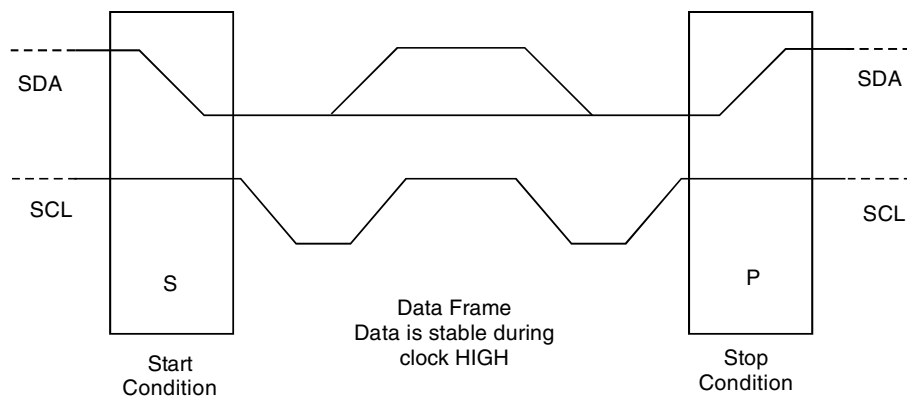 SDA
SDA
SCL
SCL
S
P
Data Frame
Data is stable during
clock HIGH
Start
Condition
Stop
Condition